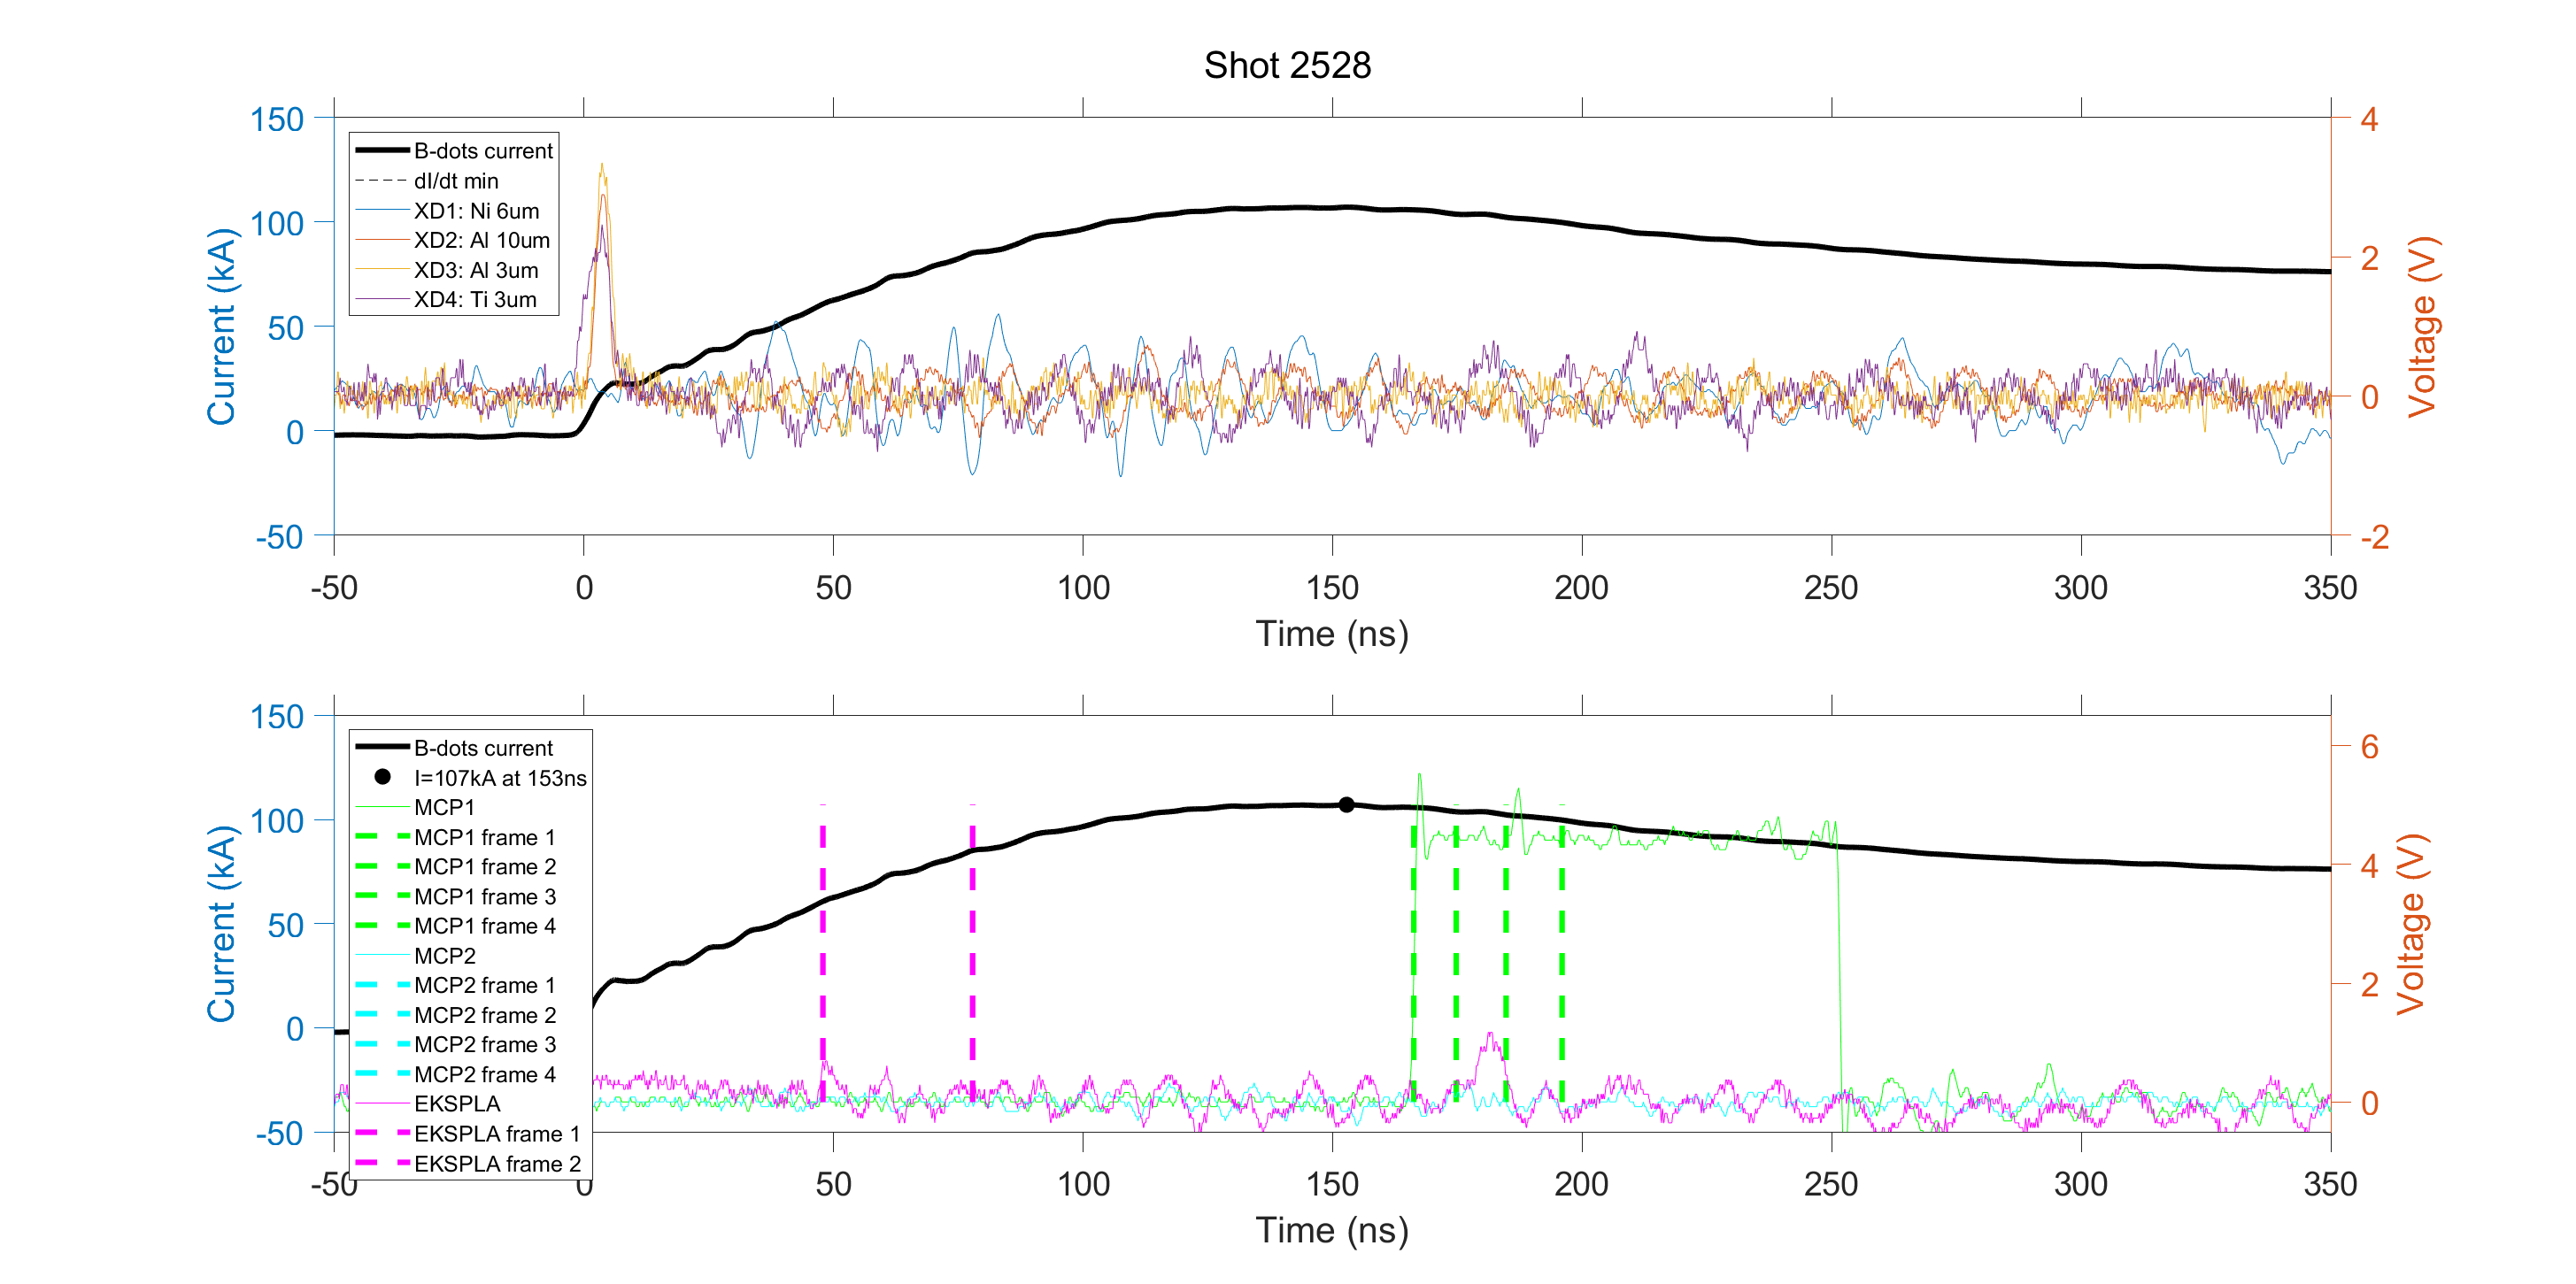 Shot 2528
150
100
50
0
-50
Current (kA)
4
2
0
-2
Voltage (V)
B-dots current
dI/dt min
XD1: Ni 6um
XD2: Al 10um
XD3: Al 3um
XD4: Ti 3um
-50 0 50 100 150 200 250 300 350
Time (ns)
150
100
50
0
-50
Current (kA)
6
4
2
0
Voltage (V)
B-dots current
I=107kA at 153ns
MCP1
MCP1 frame 1
MCP1 frame 2
MCP1 frame 3
MCP1 frame 4
MCP2
MCP2 frame 1
MCP2 frame 2
MCP2 frame 3
MCP2 frame 4
EKSPLA
EKSPLA frame 1
EKSPLA frame 2
-50 0 50 100 150 200 250 300 350
Time (ns)